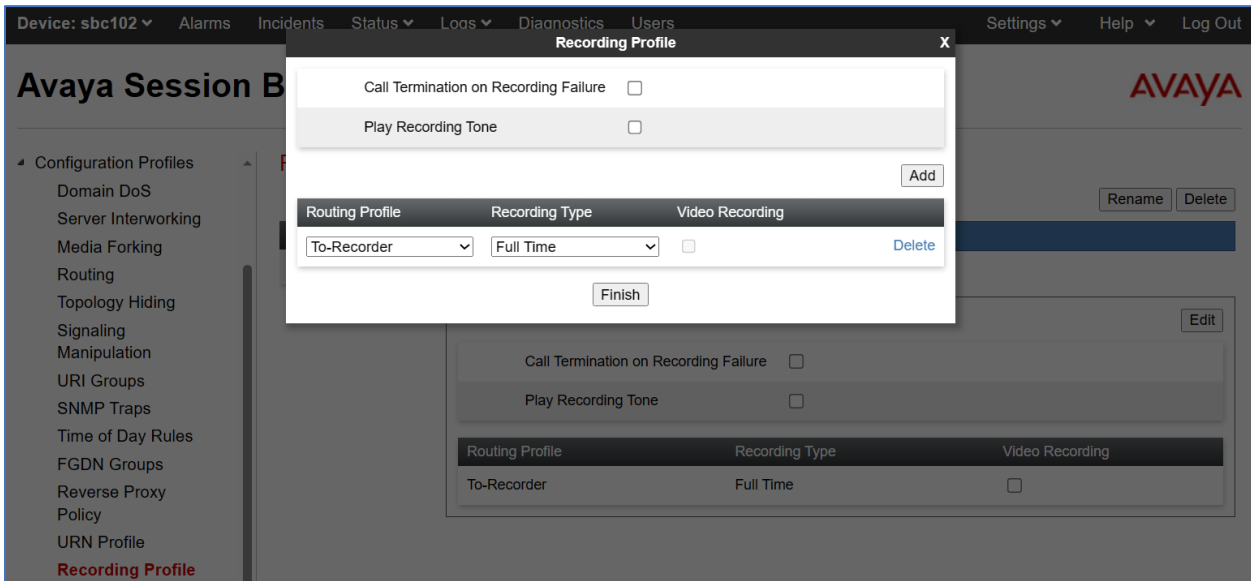 Device: sbc102 Alarms Incidents Status Logs Diagnostics Users Settings Help Log Out
Recording Profile X
Avaya Session B
AVAYA
Call Termination on Recording Failure
Play Recording Tone
Add
Routing Profile Recording Type Video Recording
To-Recorder Full Time Delete
Finish
Configuration Profiles
Domain DoS
Server Interworking
Media Forking
Routing
Topology Hiding
Signaling
Manipulation
URI Groups
SNMP Traps
Time of Day Rules
FGDN Groups
Reverse Proxy
Policy
URN Profile
Recording Profile
Rename Delete
Edit
Call Termination on Recording Failure
Play Recording Tone
Routing Profile Recording Type Video Recording
To-Recorder Full Time